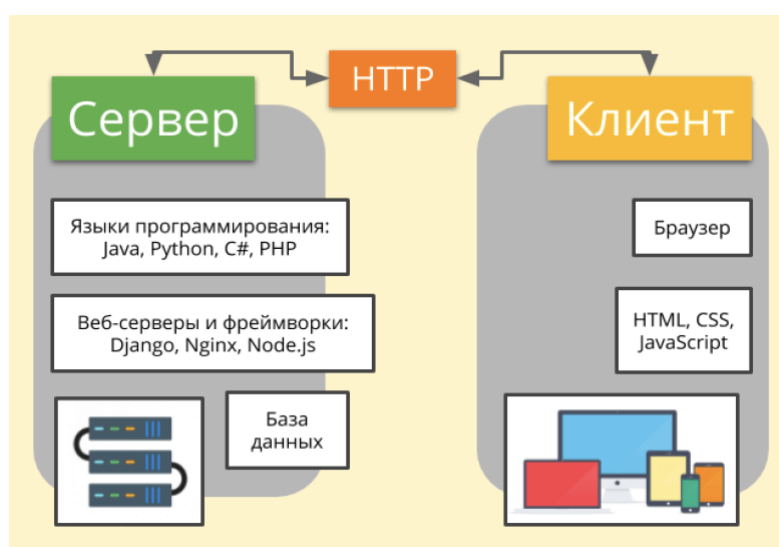 HTTP
Сервер
Клиент
Языки программирования:
Java, Python, C#, PHP
Веб-серверы и фреймворки:
Django, Nginx, Node.js
База
данных
Браузер
HTML, CSS,
JavaScript